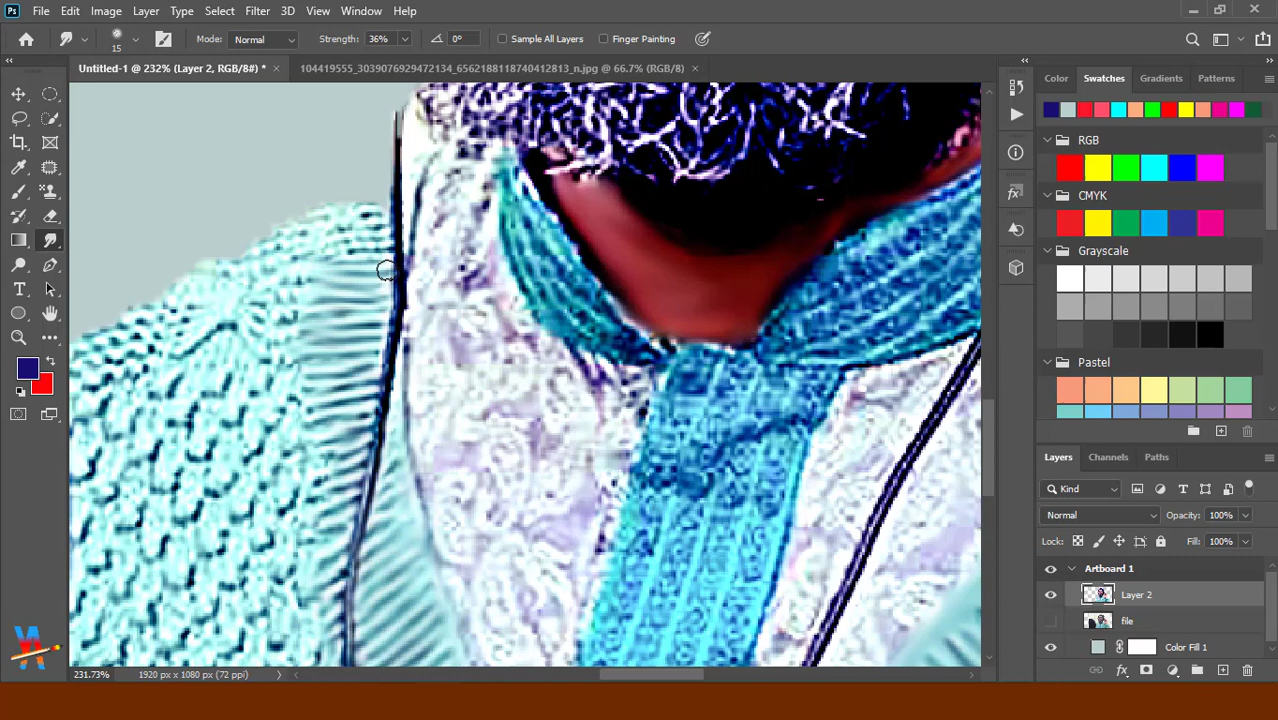 Ps File Edit Image Layer Type Select Filter 3D View Window Help
15 Mode: Normal Strength: 36% 0° Sample All Layers Finger Painting
Untitled-1 @ 232% (Layer 2, RGB/8#) * × 104419555_3039076929472134_6562188118740412813_n.jpg @ 66.7% (RGB/8) ×
Color Swatches Gradients Patterns
RGB
CMYK
Grayscale
Pastel
Layers Channels Paths
Kind
Normal Opacity: 100%
Lock: Fill: 100%
Artboard 1
Layer 2
file
Color Fill 1
fx
231.73% 1920 px x 1080 px (72 ppi)